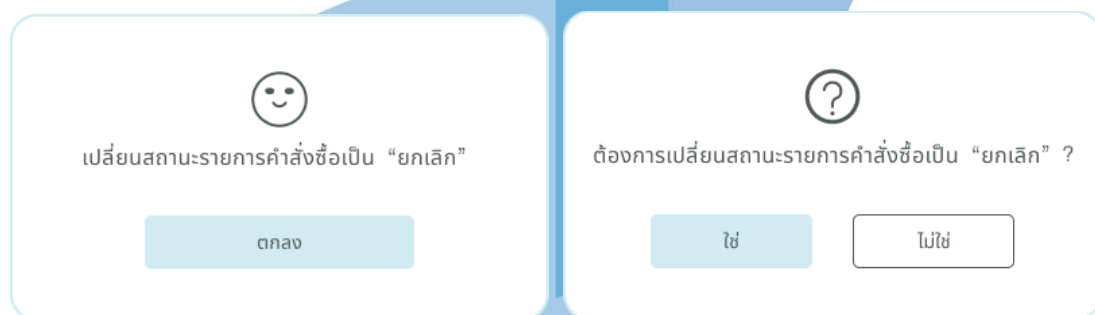 เปลี่ยนสถานะรายการคำสั่งซื้อเป็น “ยกเลิก”
ตกลง
ต้องการเปลี่ยนสถานะรายการคำสั่งซื้อเป็น “ยกเลิก” ?
ใช่
ไม่ใช่